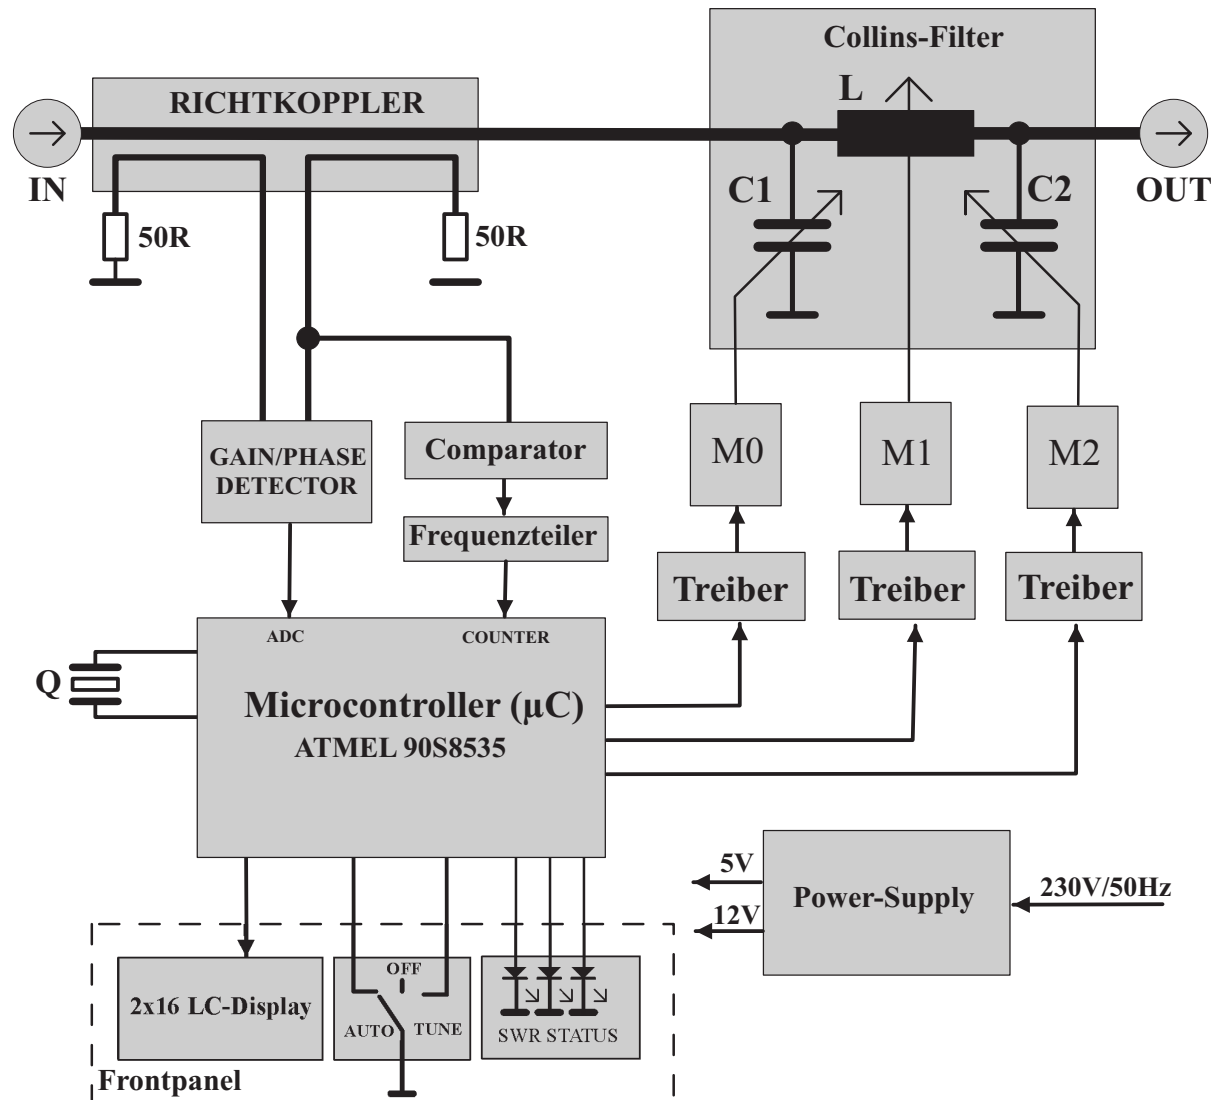 Collins-Filter
RICHTKOPPLER
L
IN
C1
C2
OUT
50R
50R
GAIN/PHASE
DETECTOR
Comparator
M0
M1
M2
Frequenzteiler
Treiber
Treiber
Treiber
ADC
COUNTER
Q
Microcontroller (µC)
ATMEL 90S8535
5V
12V
Power-Supply
230V/50Hz
2x16 LC-Display
OFF
AUTO
TUNE
SWR STATUS
Frontpanel